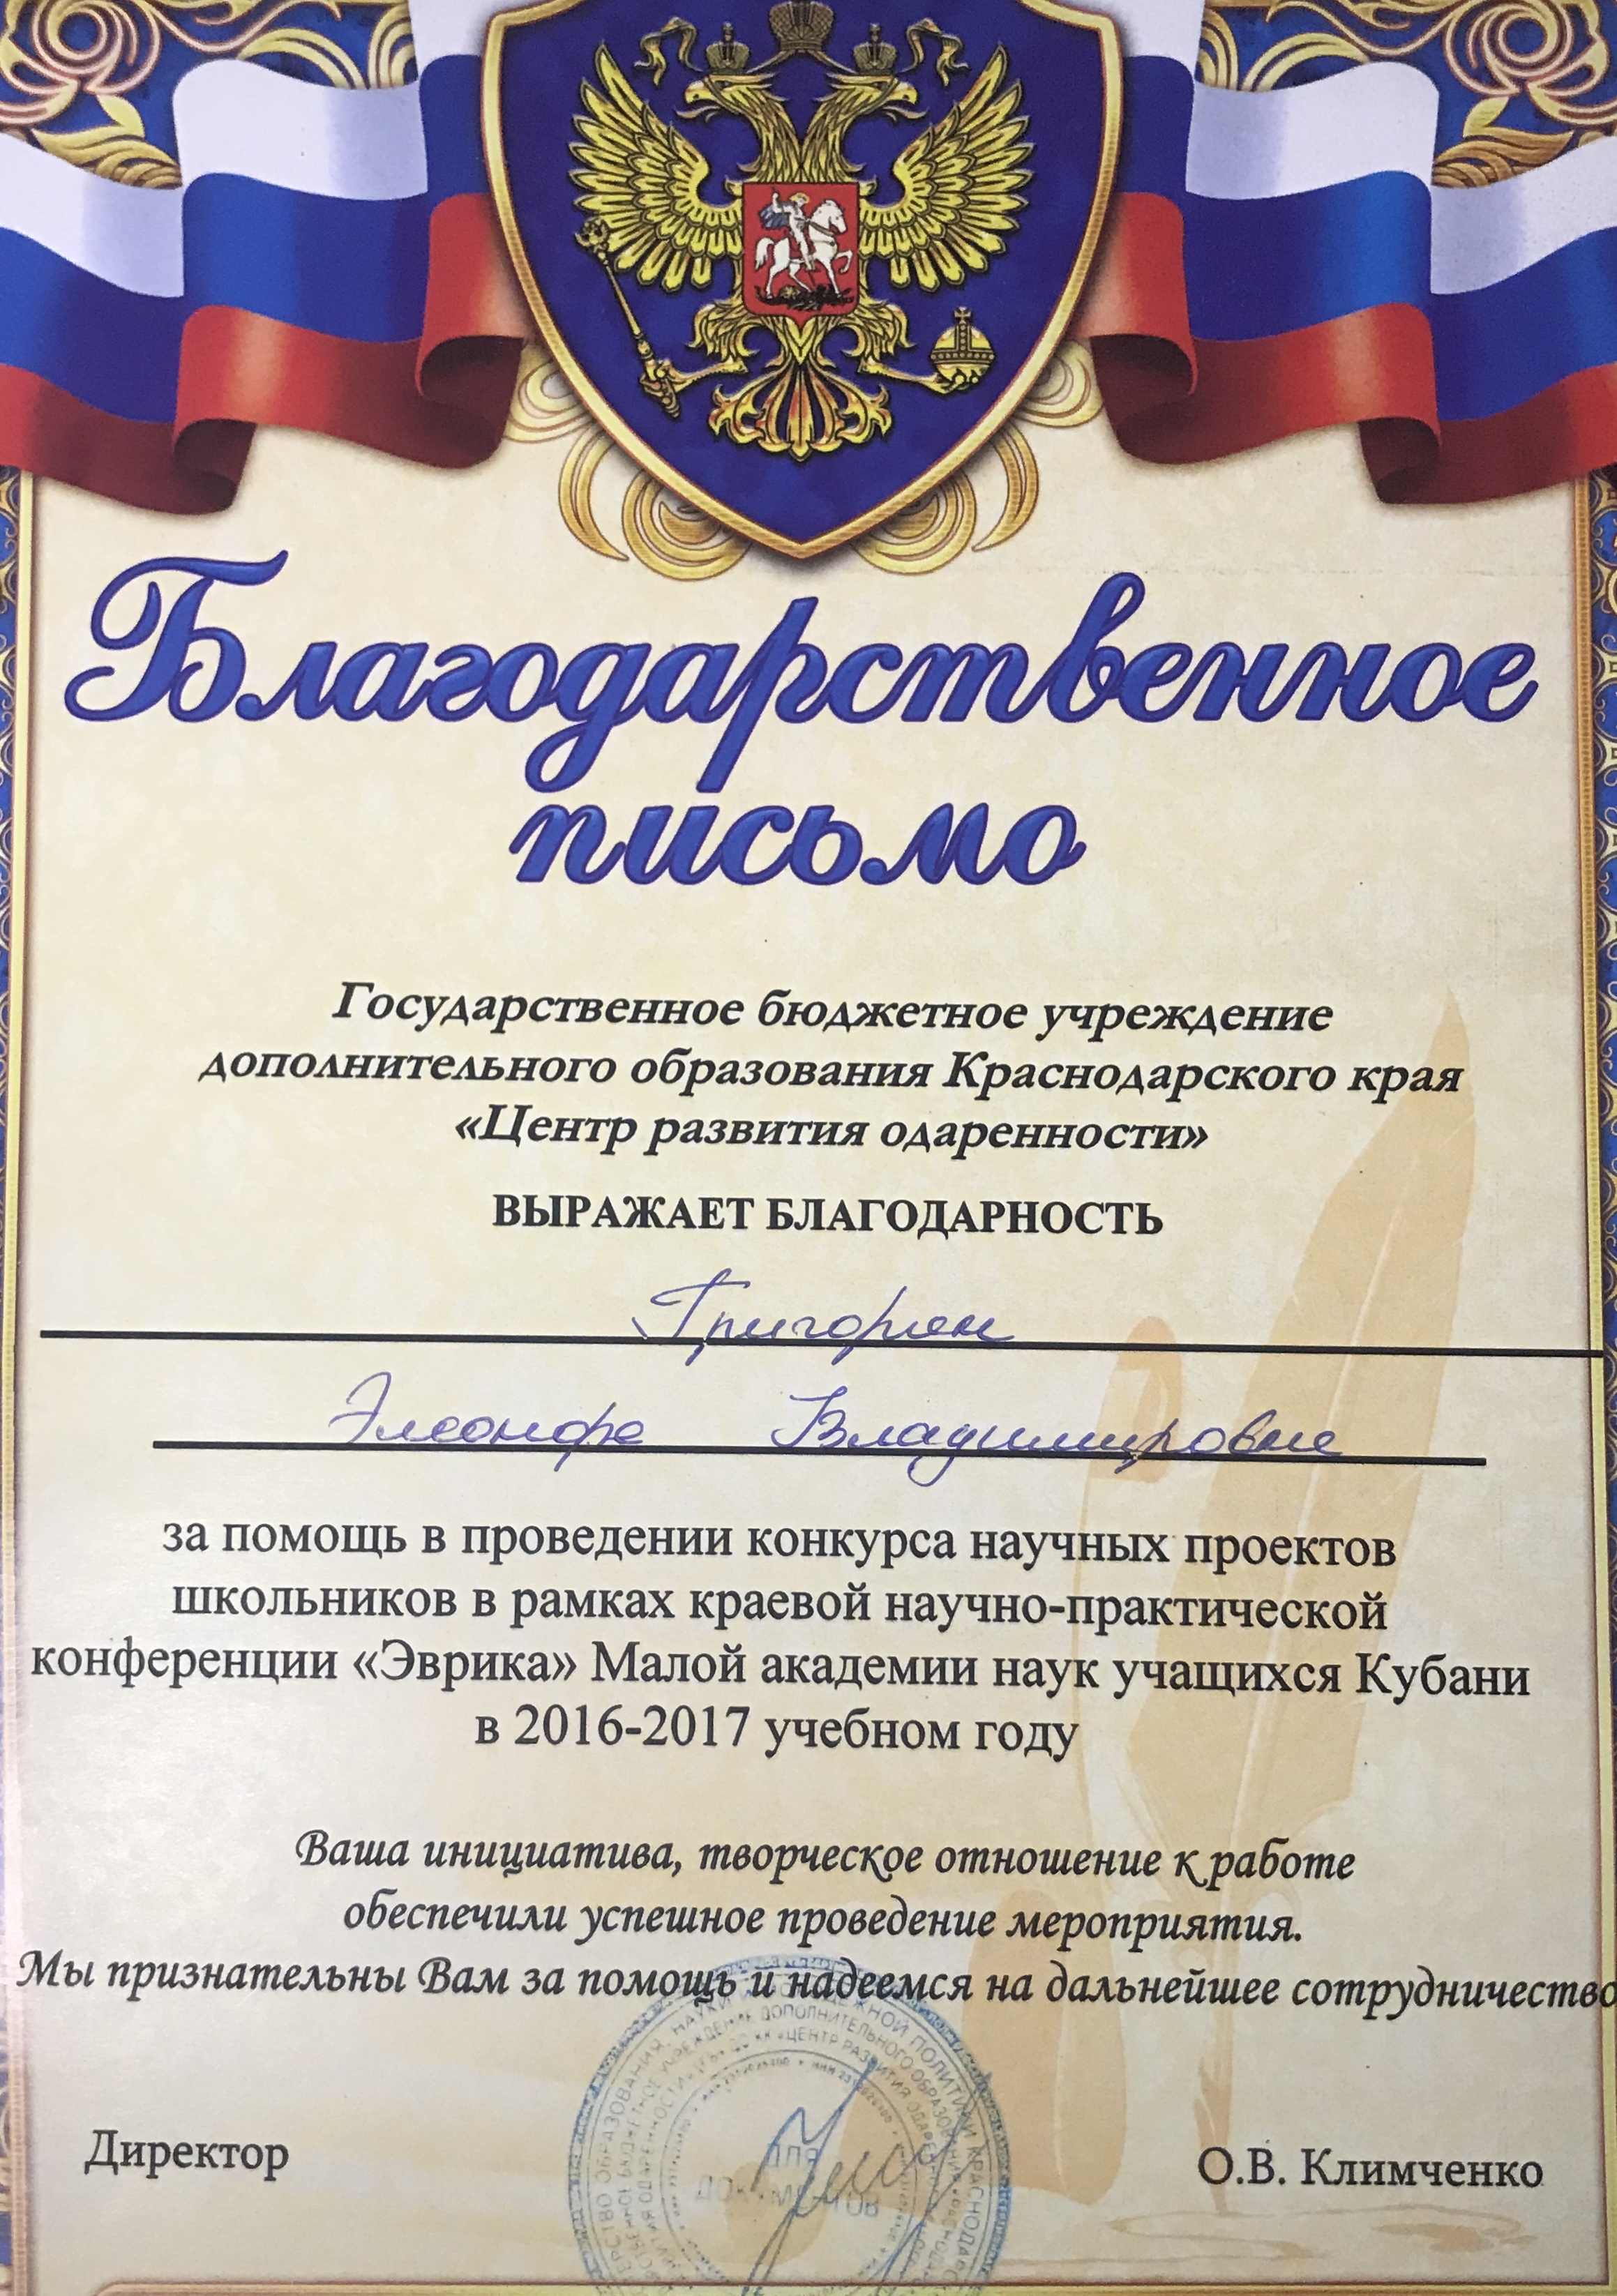 Благодарственное
письмо
Государственное бюджетное учреждение
дополнительного образования Краснодарского края
«Центр развития одаренности»
ВЫРАЖАЕТ БЛАГОДАРНОСТЬ
Григорян
Элеоноре Владимировне
за помощь в проведении конкурса научных проектов
школьников в рамках краевой научно-практической
конференции «Эврика» Малой академии наук учащихся Кубани
в 2016-2017 учебном году
Ваша инициатива, творческое отношение к работе
обеспечили успешное проведение мероприятия.
Мы признательны Вам за помощь и надеемся на дальнейшее сотрудничество
ДЛЯ
ДОКУМЕНТОВ
Директор
О.В. Климченко